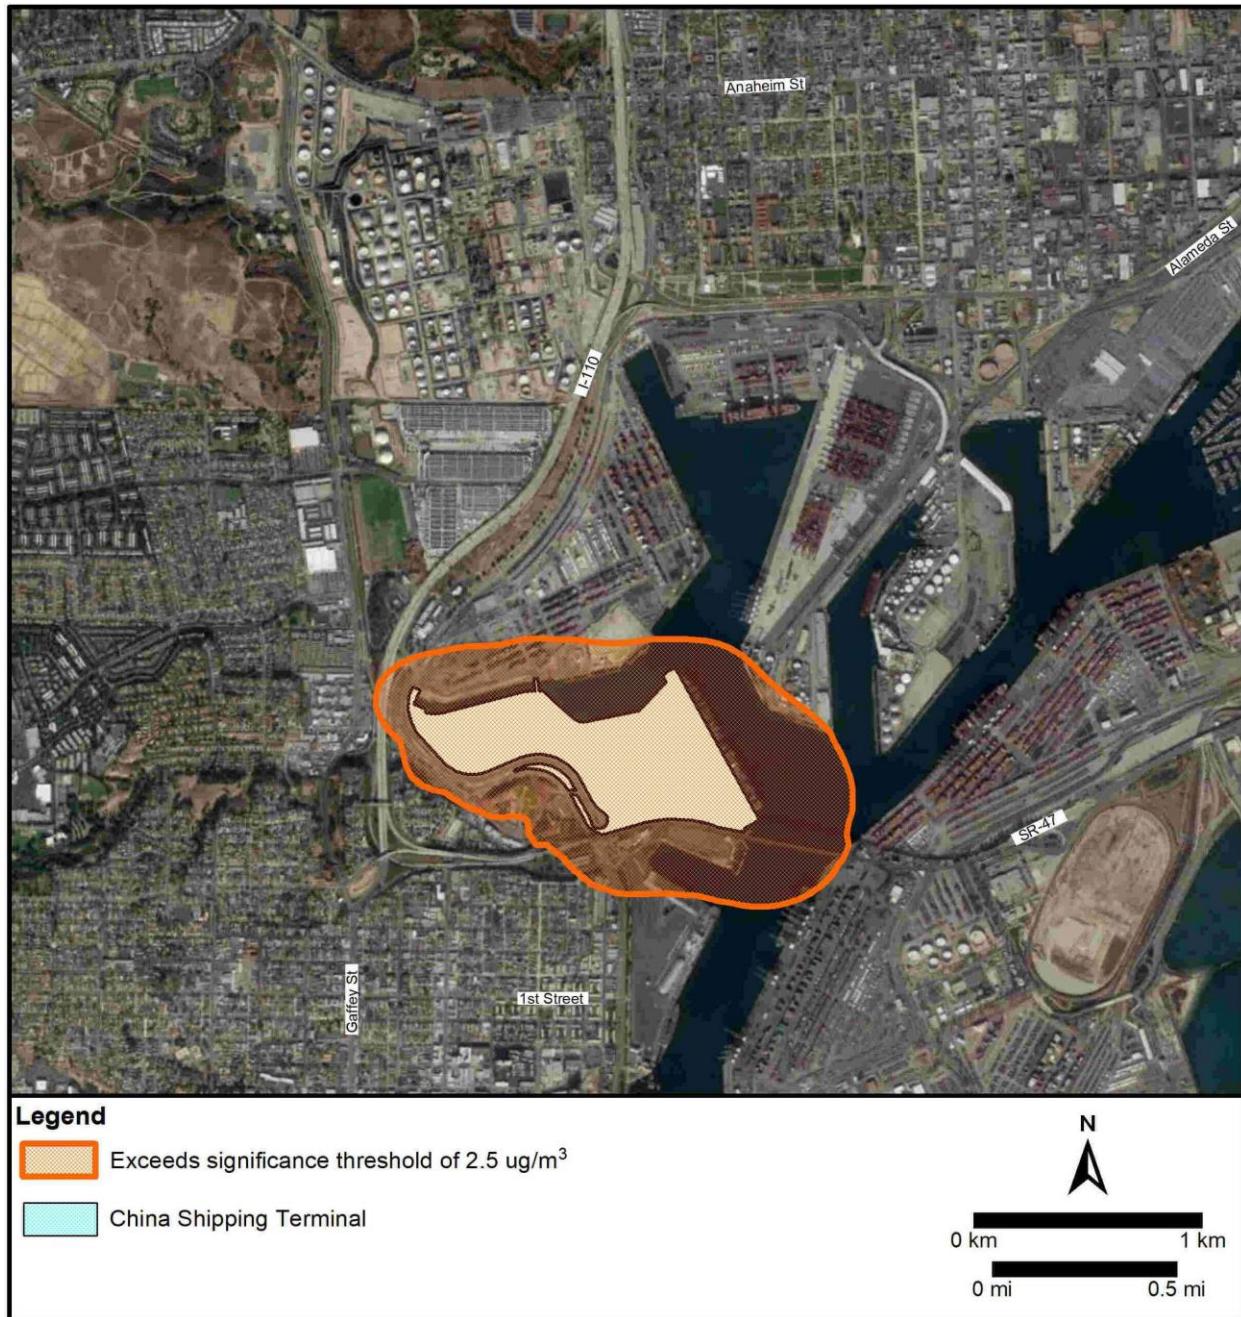 Anaheim St
Alameda St
I-110
SR-47
Gaffey St
1st Street
Legend
Exceeds significance threshold of 2.5 ug/m³
China Shipping Terminal
N
0 km 1 km
0 mi 0.5 mi